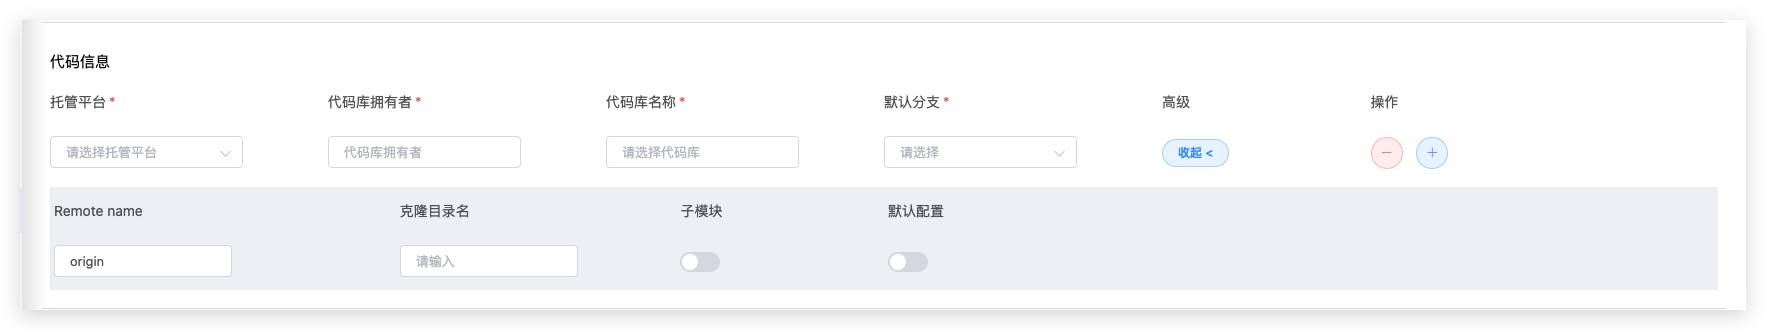 代码信息
托管平台 * 代码库拥有者 * 代码库名称 * 默认分支 * 高级 操作
请选择托管平台 代码库拥有者 请选择代码库 请选择 收起 <
Remote name 克隆目录名 子模块 默认配置
origin 请输入